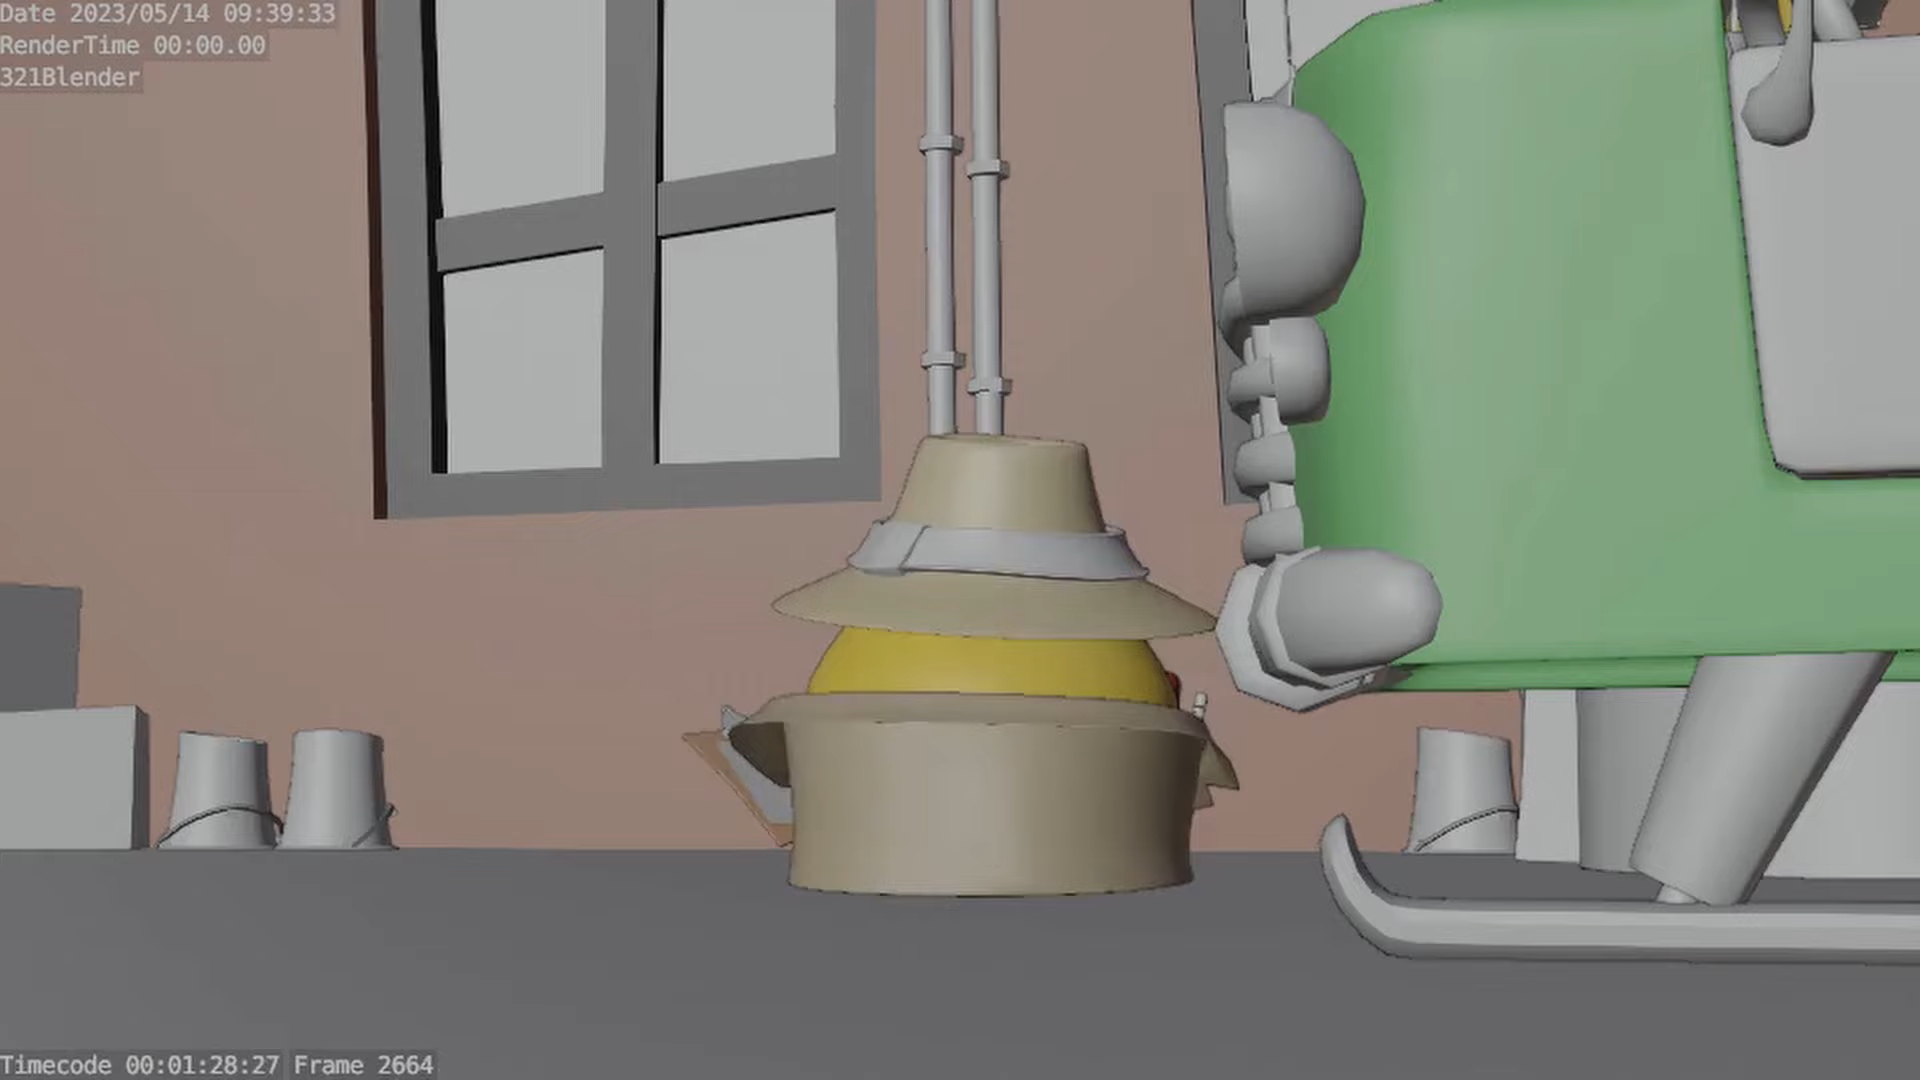 Date 2023/05/14 09:39:33
RenderTime 00:00.00
321Blender
Timecode 00:01:28:27 Frame 2664